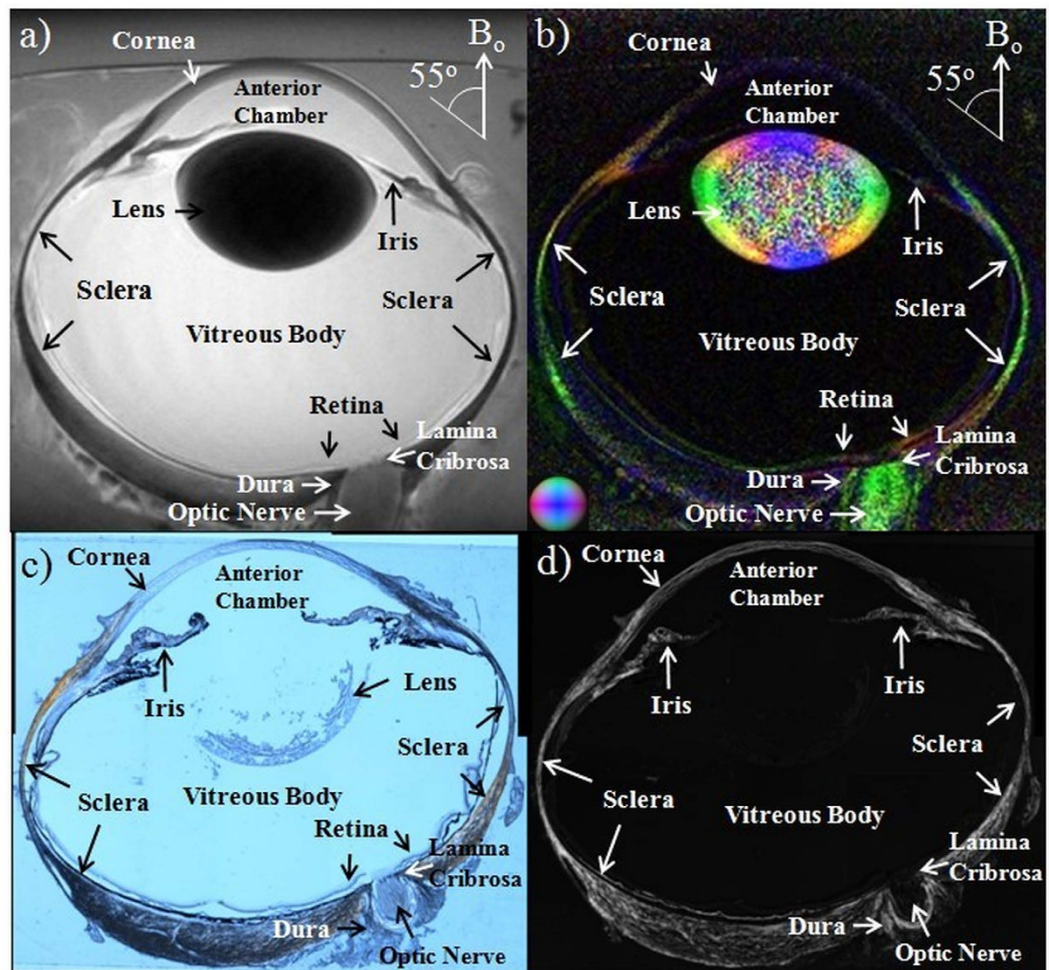 a)
Cornea
B₀
55°
Anterior
Chamber
Lens
Iris
Sclera
Sclera
Vitreous Body
Retina
Lamina
Cribrosa
Dura
Optic Nerve
b)
Cornea
B₀
55°
Anterior
Chamber
Lens
Iris
Sclera
Sclera
Vitreous Body
Retina
Lamina
Cribrosa
Dura
Optic Nerve
c)
Cornea
Anterior
Chamber
Iris
Lens
Sclera
Sclera
Vitreous Body
Retina
Lamina
Cribrosa
Dura
Optic Nerve
d)
Cornea
Anterior
Chamber
Iris
Iris
Sclera
Sclera
Vitreous Body
Lamina
Cribrosa
Dura
Optic Nerve